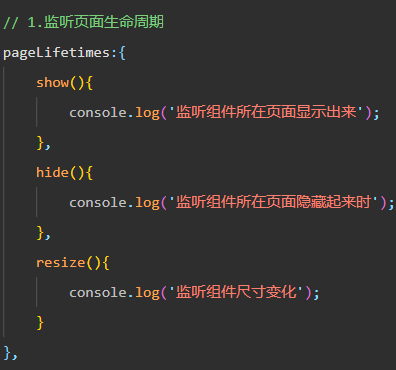 // 1.监听页面生命周期
pageLifetimes:{
show(){
console.log('监听组件所在页面显示出来');
},
hide(){
console.log('监听组件所在页面隐藏起来时');
},
resize(){
console.log('监听组件尺寸变化');
}
},